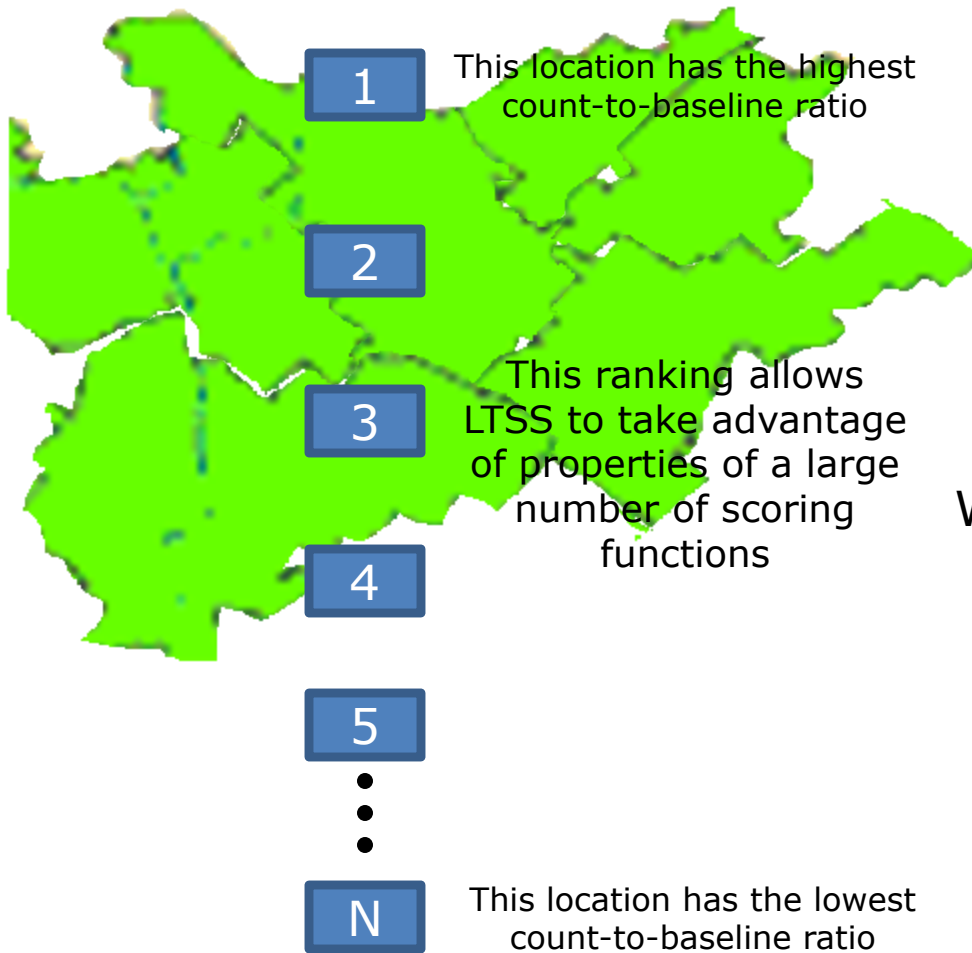 1
This location has the highest
count-to-baseline ratio
2
3
This ranking allows
LTSS to take advantage
of properties of a large
number of scoring
functions
4
5
N
This location has the lowest
count-to-baseline ratio